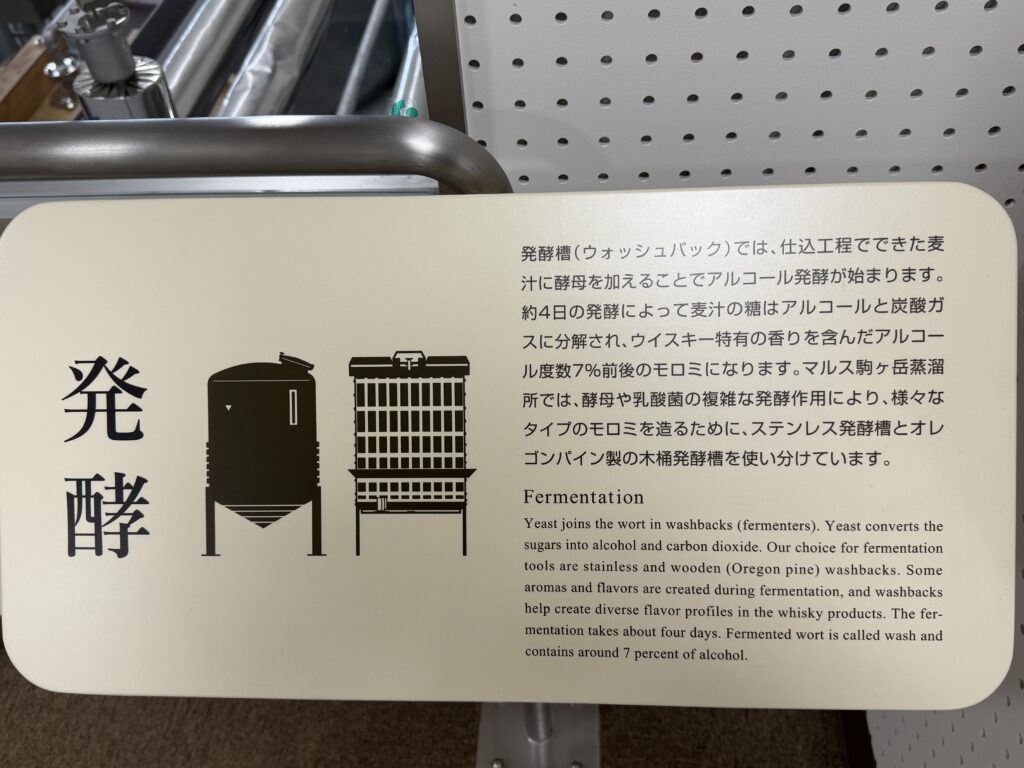 発酵
発酵槽(ウォッシュバック)では、仕込工程でできた麦
汁に酵母を加えることでアルコール発酵が始まります。
約4日の発酵によって麦汁の糖はアルコールと炭酸ガ
スに分解され、ウイスキー特有の香りを含んだアルコー
ル度数7%前後のモロミになります。マルス駒ヶ岳蒸溜
所では、酵母や乳酸菌の複雑な発酵作用により、様々な
タイプのモロミを造るために、ステンレス発酵槽とオレ
ゴンパイン製の木桶発酵槽を使い分けています。
Fermentation
Yeast joins the wort in washbacks (fermenters). Yeast converts the
sugars into alcohol and carbon dioxide. Our choice for fermentation
tools are stainless and wooden (Oregon pine) washbacks. Some
aromas and flavors are created during fermentation, and washbacks
help create diverse flavor profiles in the whisky products. The fer-
mentation takes about four days. Fermented wort is called wash and
contains around 7 percent of alcohol.